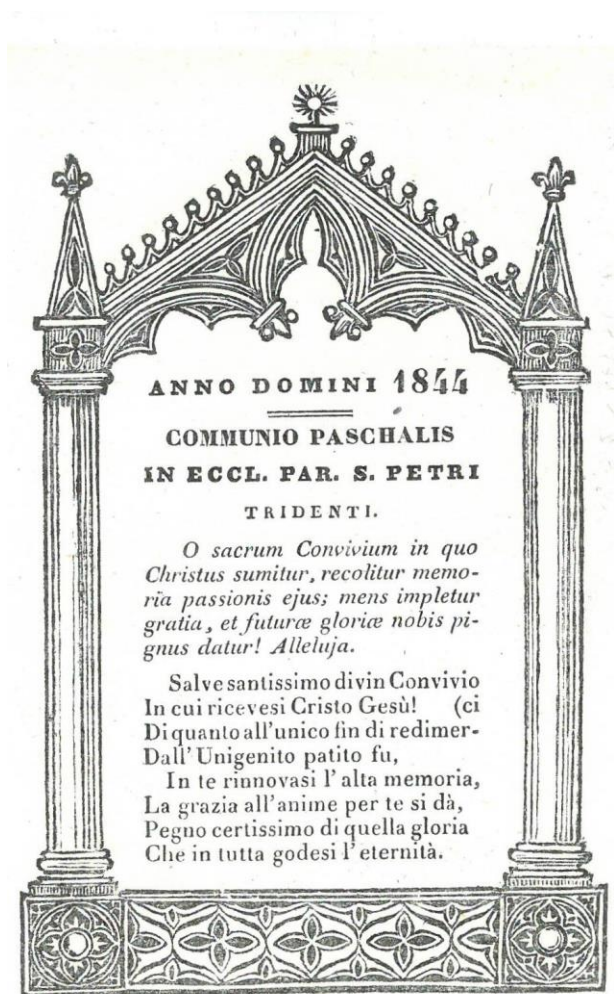 ANNO DOMINI 1844
COMMUNIO PASCHALIS
IN ECCL. PAR. S. PETRI
TRIDENTI.
O sacrum Convivium in quo
Christus sumitur, recolitur memo-
ria passionis ejus; mens impletur
gratia, et futuræ gloriæ nobis pi-
gnus datur! Alleluja.
Salve santissimo divin Convivio
In cui ricevesi Cristo Gesù! (ci
Di quanto all'unico fin di redimer-
Dall'Unigenito patito fu,
In te rinnovasi l'alta memoria,
La grazia all'anime per te si dà,
Pegno certissimo di quella gloria
Che in tutta godesi l'eternità.